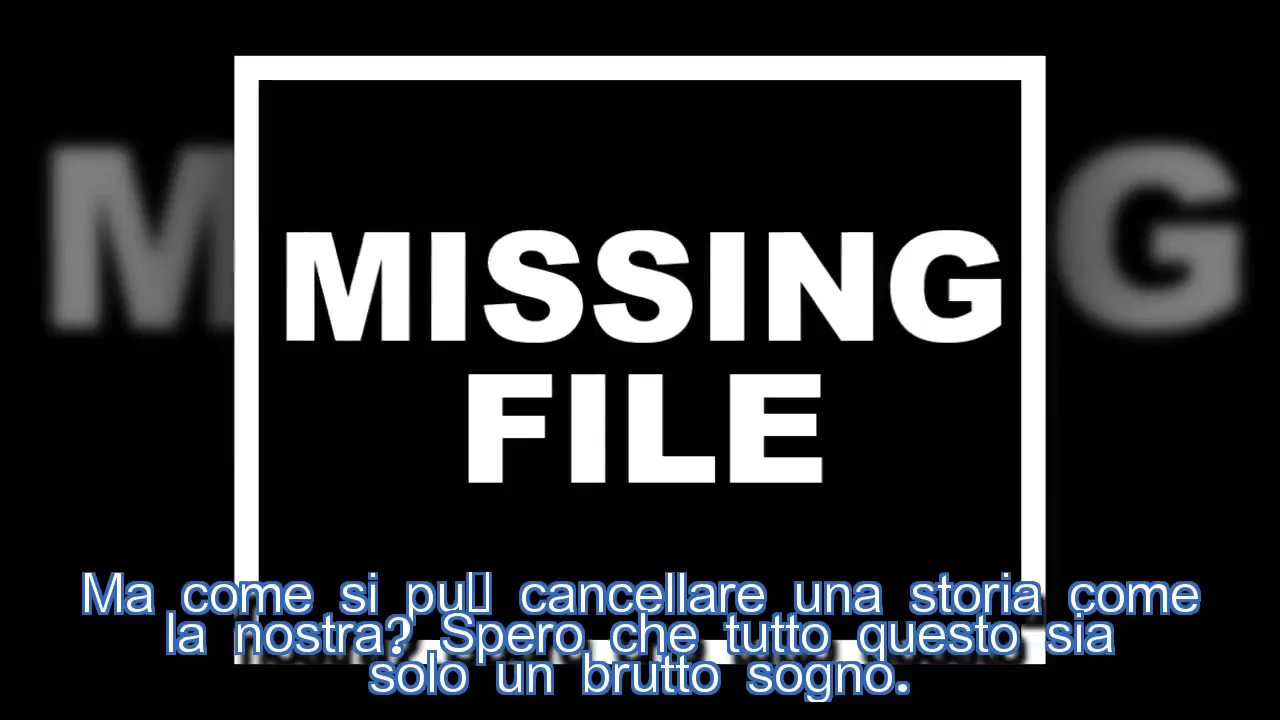 MISSING
FILE
M G
Ma come si pu▯ cancellare una storia come
la nostra? Spero che tutto questo sia
solo un brutto sogno.